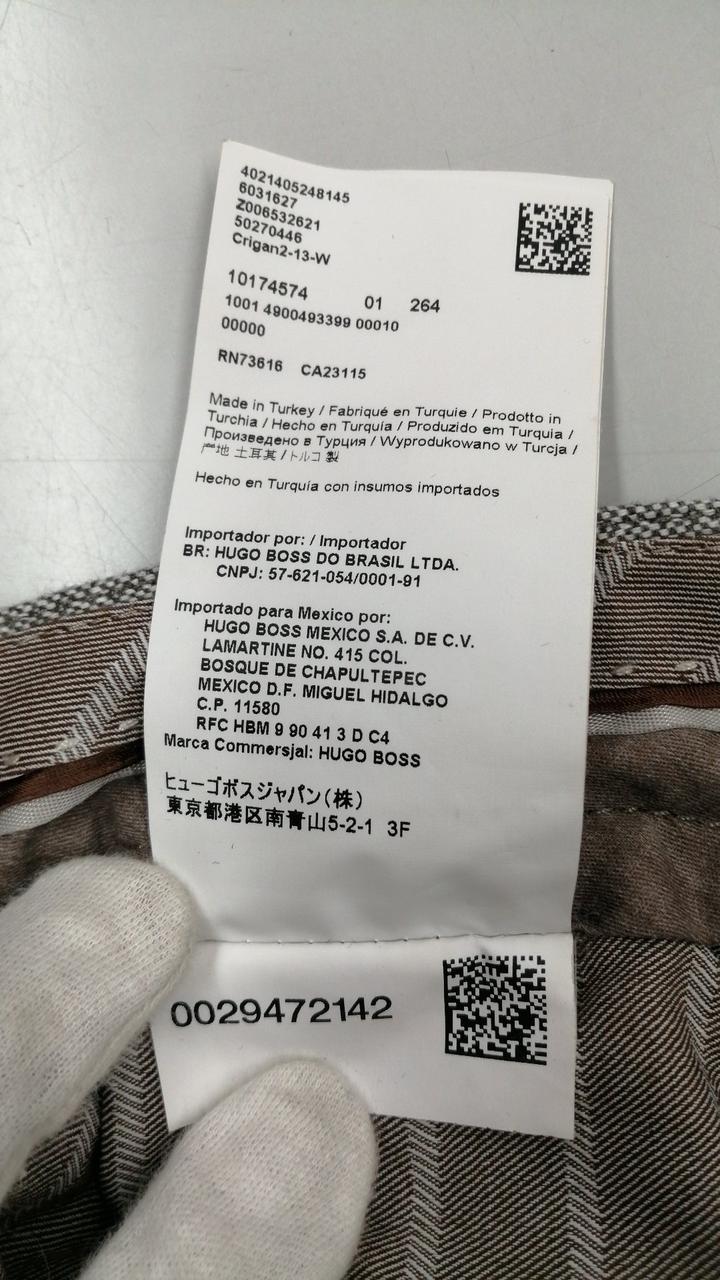 4021405248145
6031627
Z006532621
50270446
Crigan2-13-W
10174574 01 264
1001 4900493399 00010
00000
RN73616 CA23115
Made in Turkey / Fabriqué en Turquie / Prodotto in
Turchia / Hecho en Turquía / Produzido em Turquia /
Произведено в Турции / Wyprodukowano w Turcja /
产地 土耳其 / トルコ 製
Hecho en Turquía con insumos importados
Importador por: / Importador
BR: HUGO BOSS DO BRASIL LTDA.
CNPJ: 57-621-054/0001-91
Importado para Mexico por:
HUGO BOSS MEXICO S.A. DE C.V.
LAMARTINE NO. 415 COL.
BOSQUE DE CHAPULTEPEC
MEXICO D.F. MIGUEL HIDALGO
C.P. 11580
RFC HBM 9 90 41 3 D C4
Marca Commersjal: HUGO BOSS
ヒューゴボスジャパン(株)
東京都港区南青山5-2-1 3F
0029472142